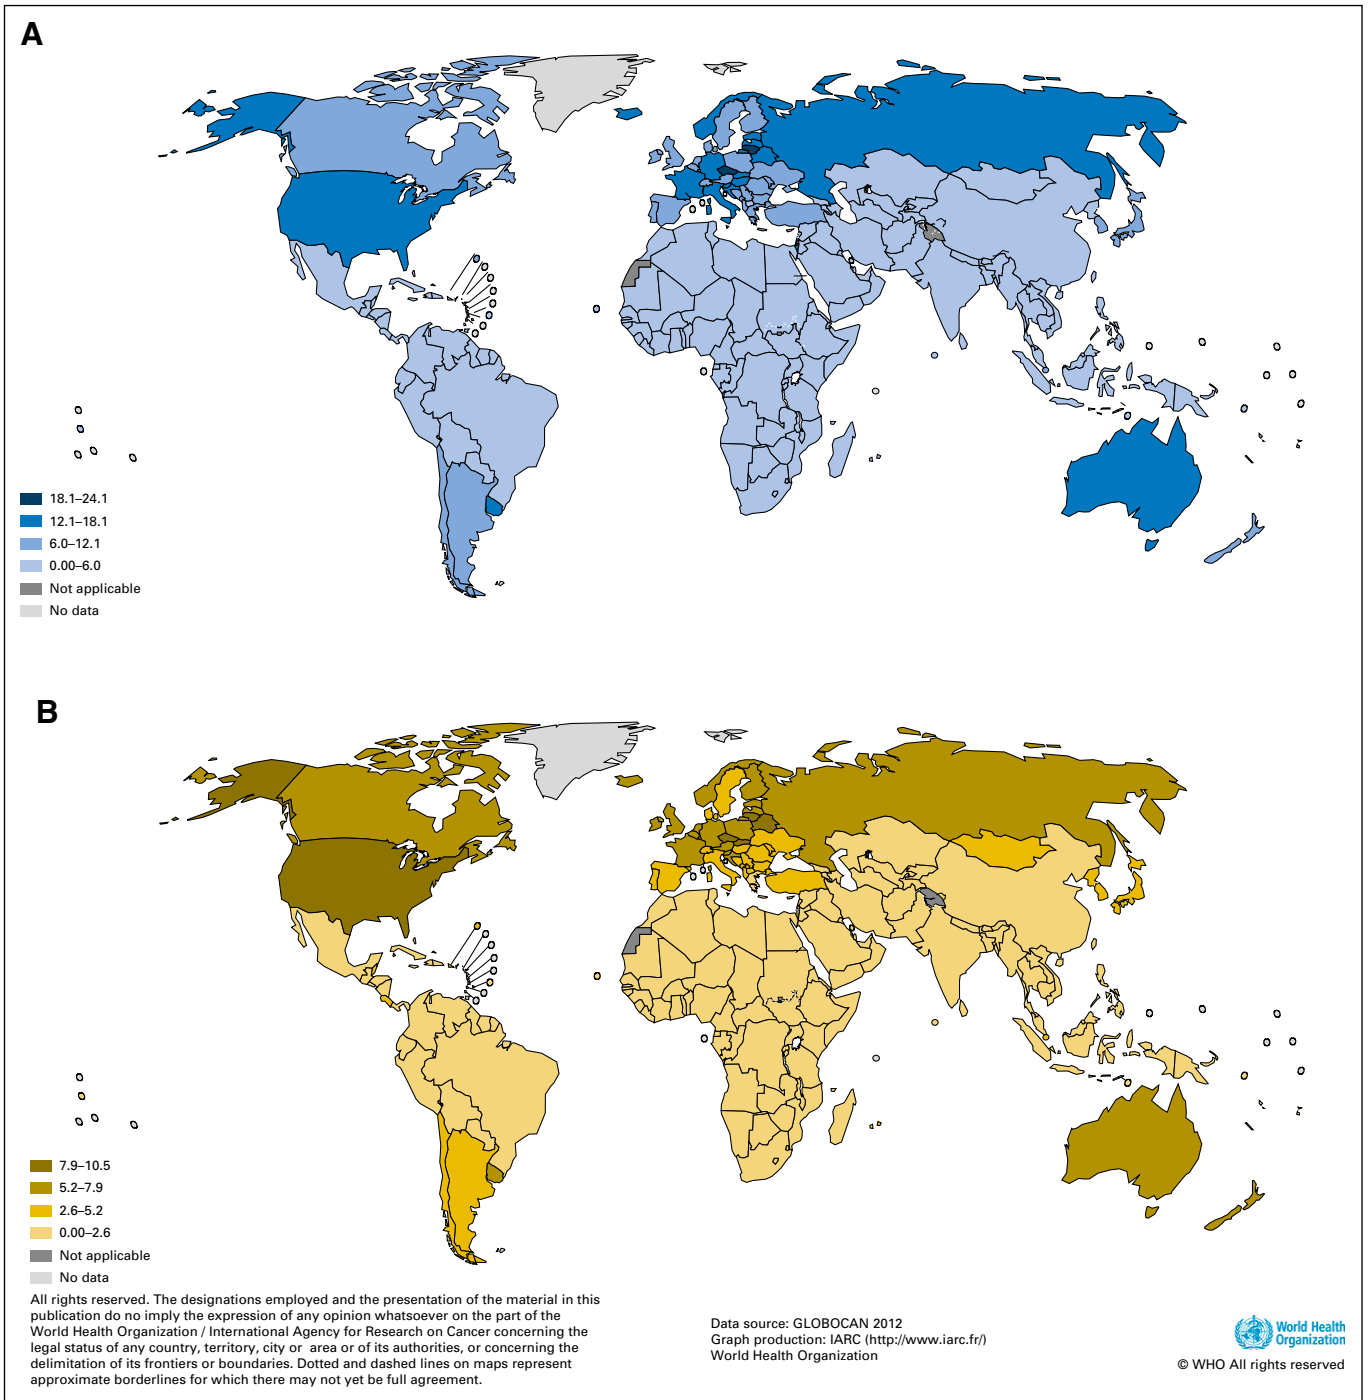 A
18.1–24.1
12.1–18.1
6.0–12.1
0.00–6.0
Not applicable
No data
B
7.9–10.5
5.2–7.9
2.6–5.2
0.00–2.6
Not applicable
No data
All rights reserved. The designations employed and the presentation of the material in this
publication do no imply the expression of any opinion whatsoever on the part of the
World Health Organization / International Agency for Research on Cancer concerning the
legal status of any country, territory, city or area or of its authorities, or concerning the
delimitation of its frontiers or boundaries. Dotted and dashed lines on maps represent
approximate borderlines for which there may not yet be full agreement.
Data source: GLOBOCAN 2012
Graph production: IARC (http://www.iarc.fr/)
World Health Organization
World Health
Organization
© WHO All rights reserved